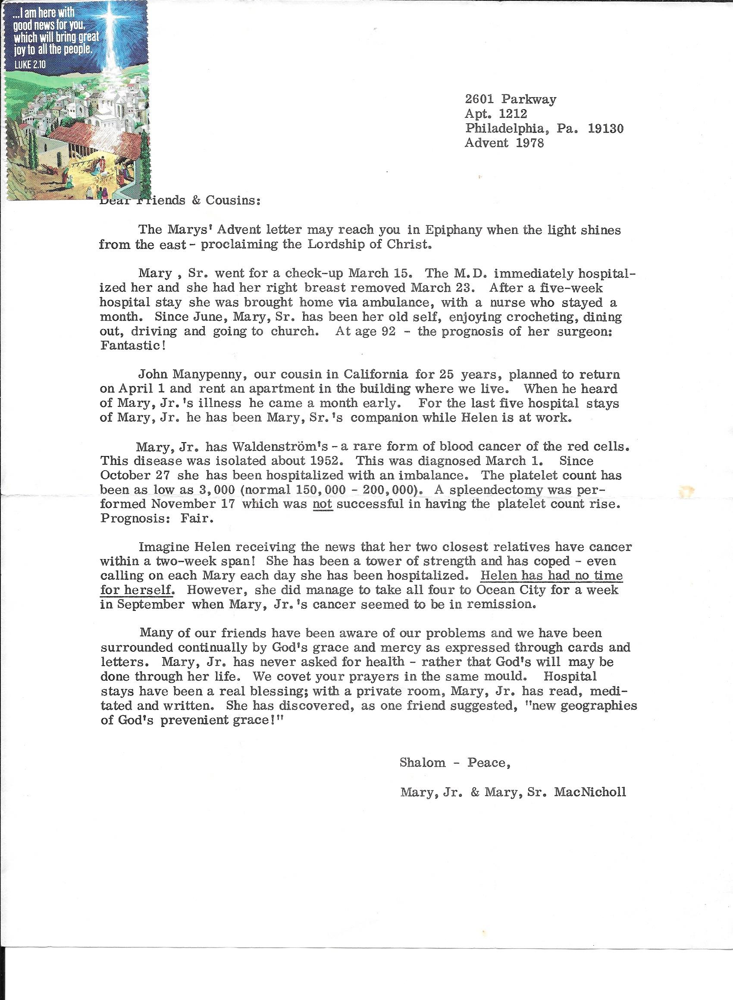 ...I am here with
good news for you,
which will bring great
joy to all the people.
LUKE 2.10
2601 Parkway
Apt. 1212
Philadelphia, Pa. 19130
Advent 1978
Dear Friends & Cousins:
The Marys' Advent letter may reach you in Epiphany when the light shines
from the east - proclaiming the Lordship of Christ.
Mary , Sr. went for a check-up March 15. The M.D. immediately hospital-
ized her and she had her right breast removed March 23. After a five-week
hospital stay she was brought home via ambulance, with a nurse who stayed a
month. Since June, Mary, Sr. has been her old self, enjoying crocheting, dining
out, driving and going to church. At age 92 - the prognosis of her surgeon:
Fantastic!
John Manypenny, our cousin in California for 25 years, planned to return
on April 1 and rent an apartment in the building where we live. When he heard
of Mary, Jr.'s illness he came a month early. For the last five hospital stays
of Mary, Jr. he has been Mary, Sr.'s companion while Helen is at work.
Mary, Jr. has Waldenström's - a rare form of blood cancer of the red cells.
This disease was isolated about 1952. This was diagnosed March 1. Since
October 27 she has been hospitalized with an imbalance. The platelet count has
been as low as 3,000 (normal 150,000 - 200,000). A spleendectomy was per-
formed November 17 which was not successful in having the platelet count rise.
Prognosis: Fair.
Imagine Helen receiving the news that her two closest relatives have cancer
within a two-week span! She has been a tower of strength and has coped - even
calling on each Mary each day she has been hospitalized. Helen has had no time
for herself. However, she did manage to take all four to Ocean City for a week
in September when Mary, Jr.'s cancer seemed to be in remission.
Many of our friends have been aware of our problems and we have been
surrounded continually by God's grace and mercy as expressed through cards and
letters. Mary, Jr. has never asked for health - rather that God's will may be
done through her life. We covet your prayers in the same mould. Hospital
stays have been a real blessing; with a private room, Mary, Jr. has read, medi-
tated and written. She has discovered, as one friend suggested, "new geographies
of God's prevenient grace!"
Shalom - Peace,
Mary, Jr. & Mary, Sr. MacNicholl